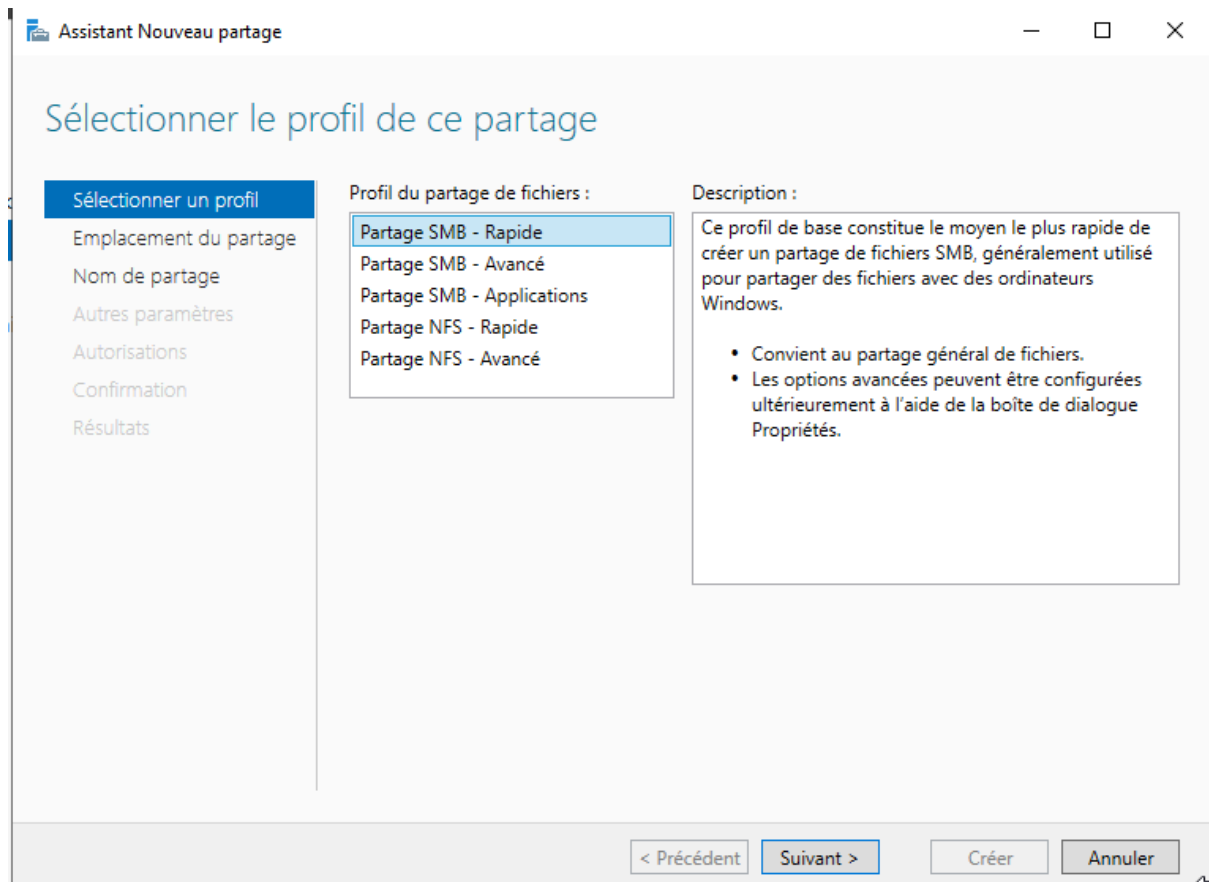 Assistant Nouveau partage
Sélectionner le profil de ce partage
Sélectionner un profil
Emplacement du partage
Nom de partage
Autres paramètres
Autorisations
Confirmation
Résultats
Profil du partage de fichiers :
Partage SMB - Rapide
Partage SMB - Avancé
Partage SMB - Applications
Partage NFS - Rapide
Partage NFS - Avancé
Description :
Ce profil de base constitue le moyen le plus rapide de
créer un partage de fichiers SMB, généralement utilisé
pour partager des fichiers avec des ordinateurs
Windows.
• Convient au partage général de fichiers.
• Les options avancées peuvent être configurées
ultérieurement à l'aide de la boîte de dialogue
Propriétés.
< Précédent
Suivant >
Créer
Annuler